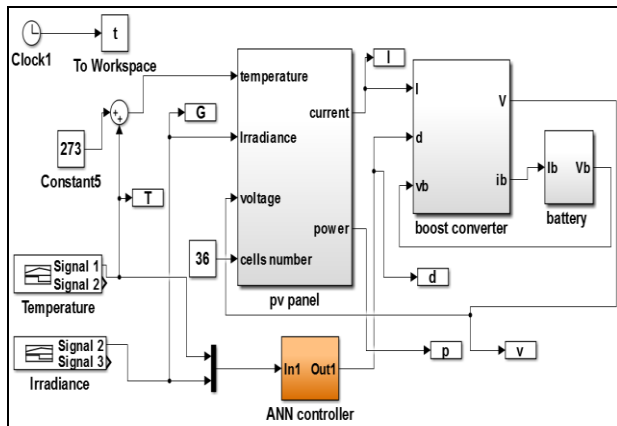 Clock1
t
To Workspace
273
Constant5
+
+
G
T
Signal 1
Signal 2
Temperature
Signal 2
Signal 3
Irradiance
temperature
Irradiance
voltage
cells number
current
power
pv panel
36
I
I
d
vb
V
ib
boost converter
Ib
Vb
battery
d
p
v
In1
Out1
ANN controller